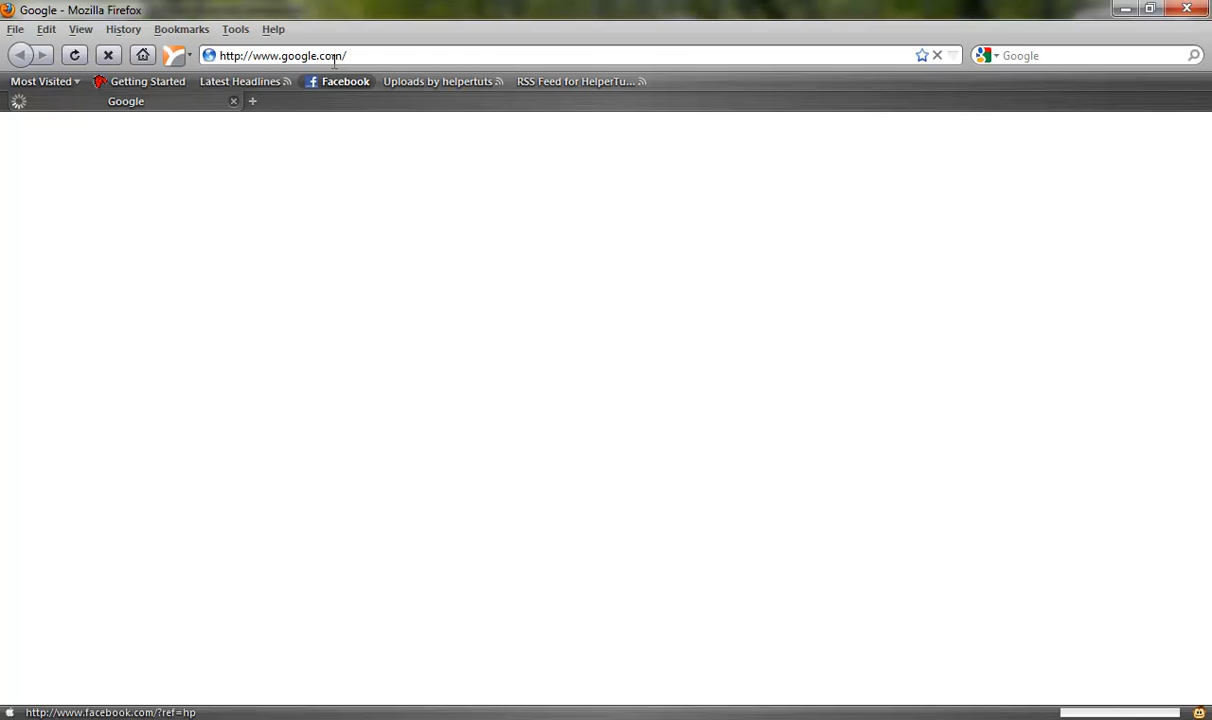 Google - Mozilla Firefox
File Edit View History Bookmarks Tools Help
http://www.google.com/ Google
Most Visited Getting Started Latest Headlines Facebook Uploads by helpertuts RSS Feed for HelperTu...
Google
http://www.facebook.com/?ref=hp